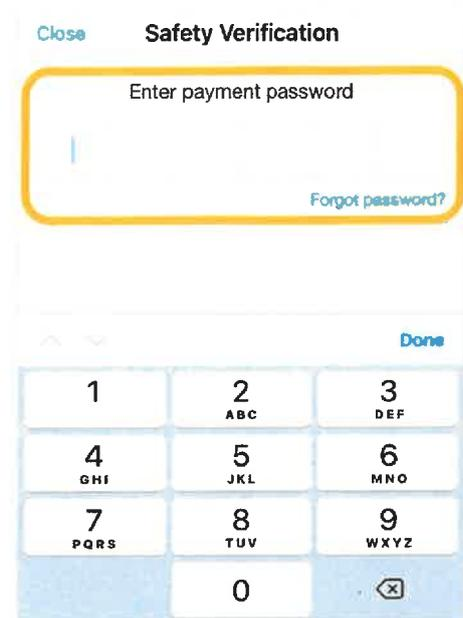 Close Safety Verification
Enter payment password
Forgot password?
Done
1 2 3
ABC DEF
4 5 6
GHI JKL MNO
7 8 9
PQRS TUV WXYZ
0